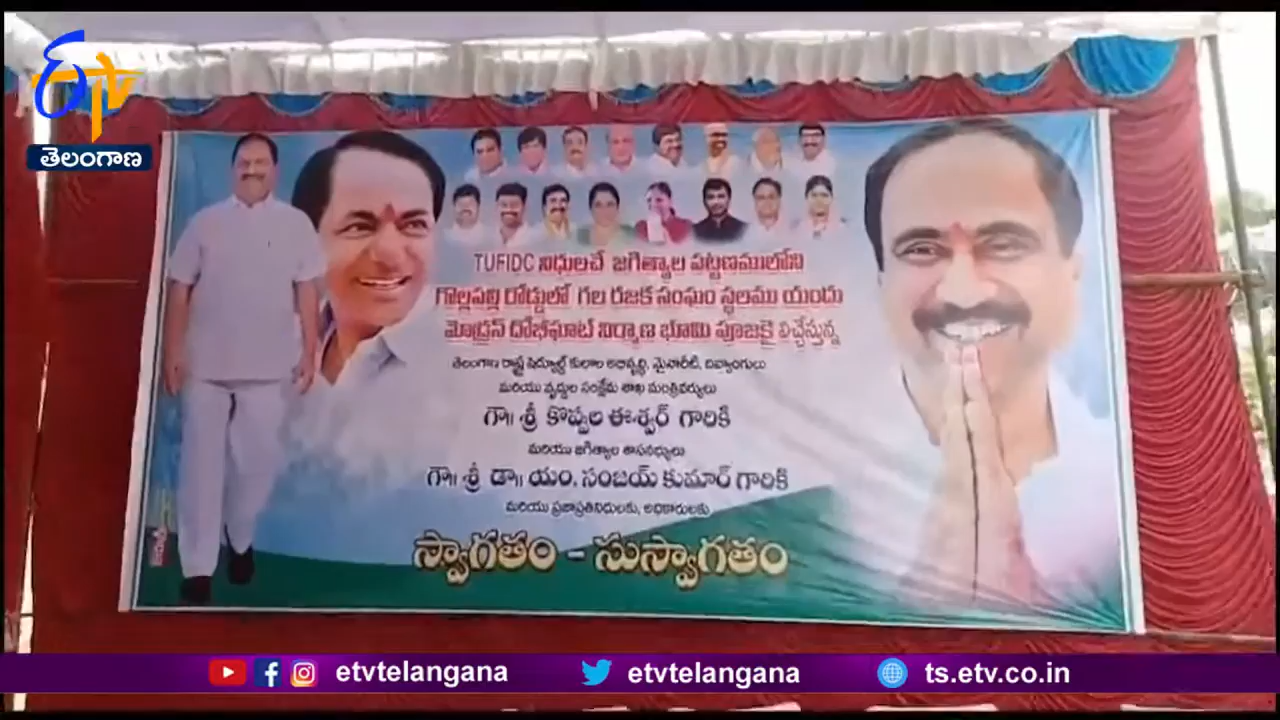 ETV
తెలంగాణ
TUFIDC నిధులచే జగిత్యాల పట్టణములోని
గొల్లపల్లి రోడ్డులో గల రజక సంఘం స్థలము యందు
మోడ్రన్ దోభీఘాట్ నిర్మాణ భూమి పూజకై విచ్చేస్తున్న
తెలంగాణ రాష్ట్ర షెడ్యూల్డ్ కులాల అభివృద్ధి, మైనారిటీ, దివ్యాంగులు
మరియు వృద్ధుల సంక్షేమ శాఖ మంత్రివర్యులు
గౌ॥ శ్రీ కొప్పుల ఈశ్వర్ గారికి
మరియు జగిత్యాల శాసనసభ్యులు
గౌ॥ శ్రీ డా॥ యం. సంజయ్ కుమార్ గారికి
మరియు ప్రజాప్రతినిధులకు, అధికారులకు
స్వాగతం - సుస్వాగతం
etvtelangana
etvtelangana
ts.etv.co.in